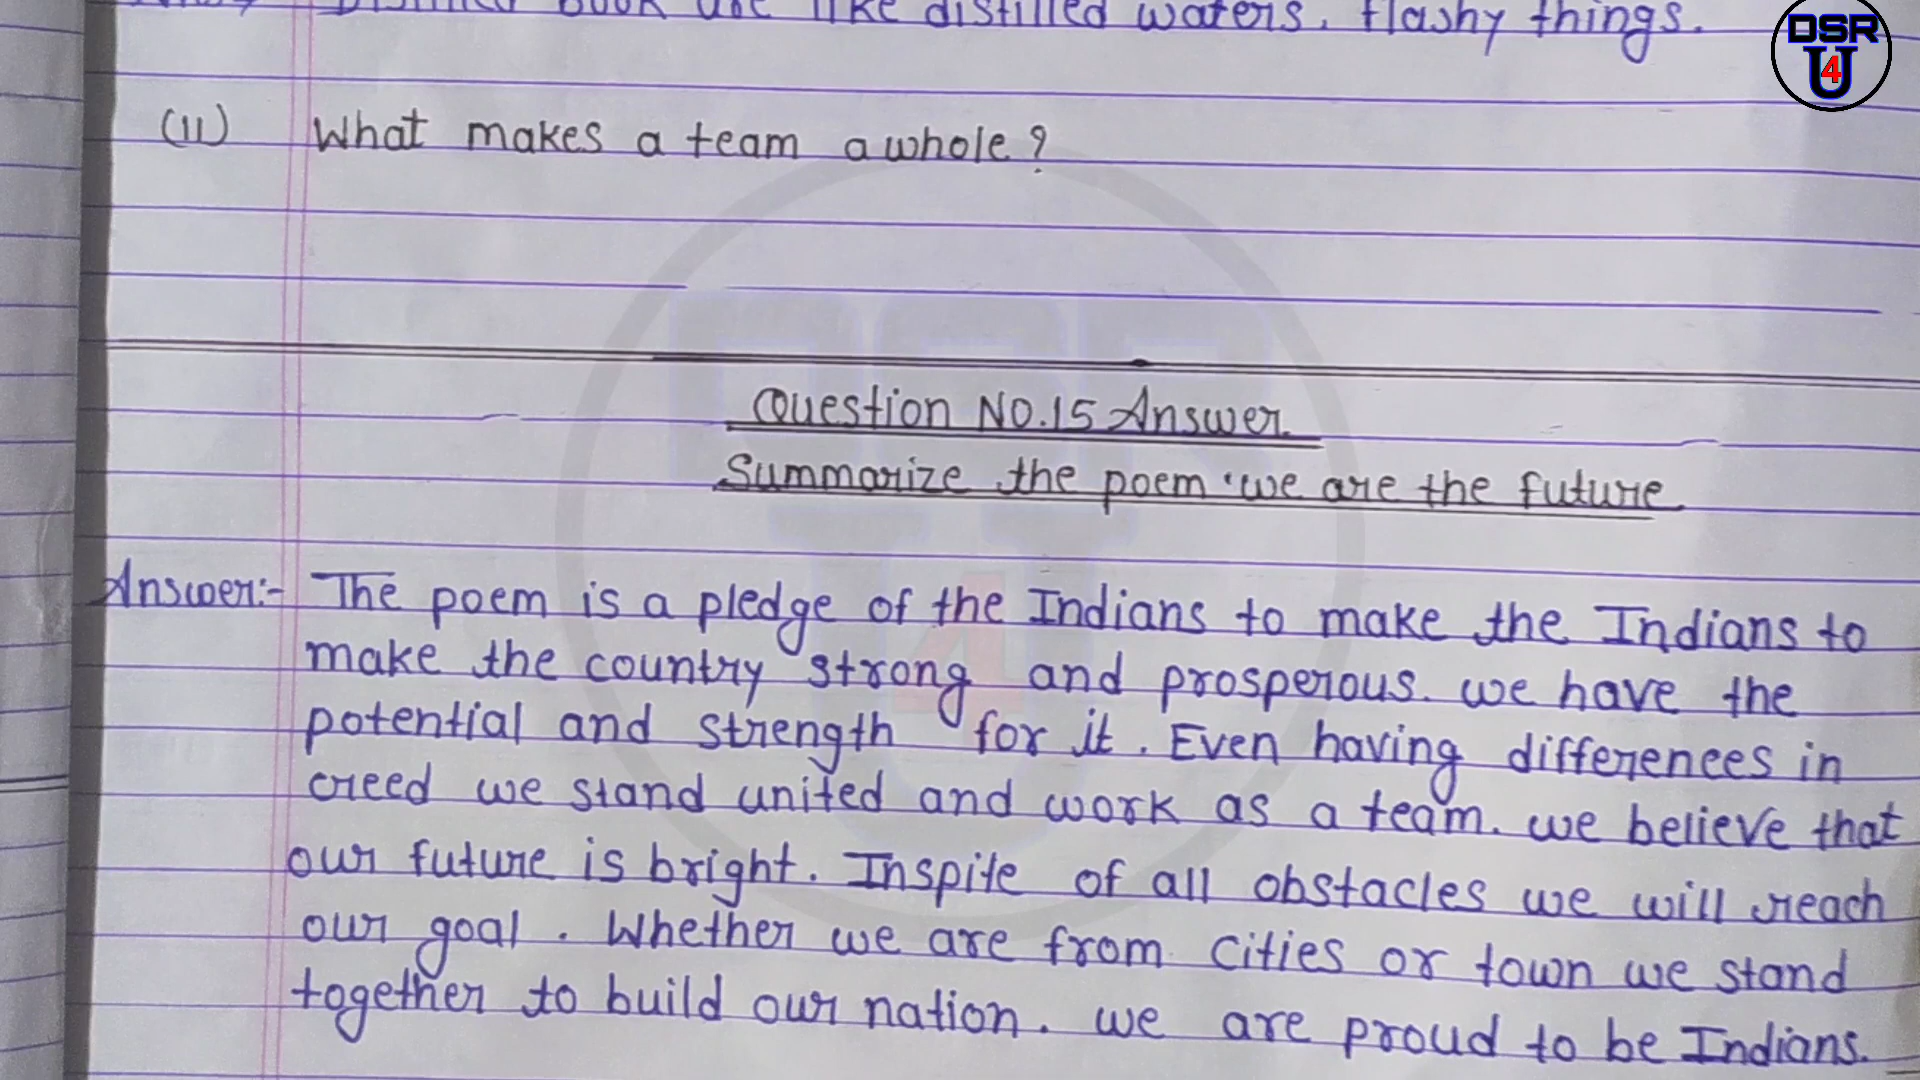 book are like distilled waters, flashy things.
DSR
U
4
(11) What makes a team a whole?
Question No.15 Answer
Summarize the poem 'we are the future
Answer:- The poem is a pledge of the Indians to make the Indians to
make the country strong and prosperous. we have the
potential and strength for it. Even having differences in
creed we stand united and work as a team. we believe that
our future is bright. Inspite of all obstacles we will reach
our goal. Whether we are from cities or town we stand
together to build our nation. we are proud to be Indians.